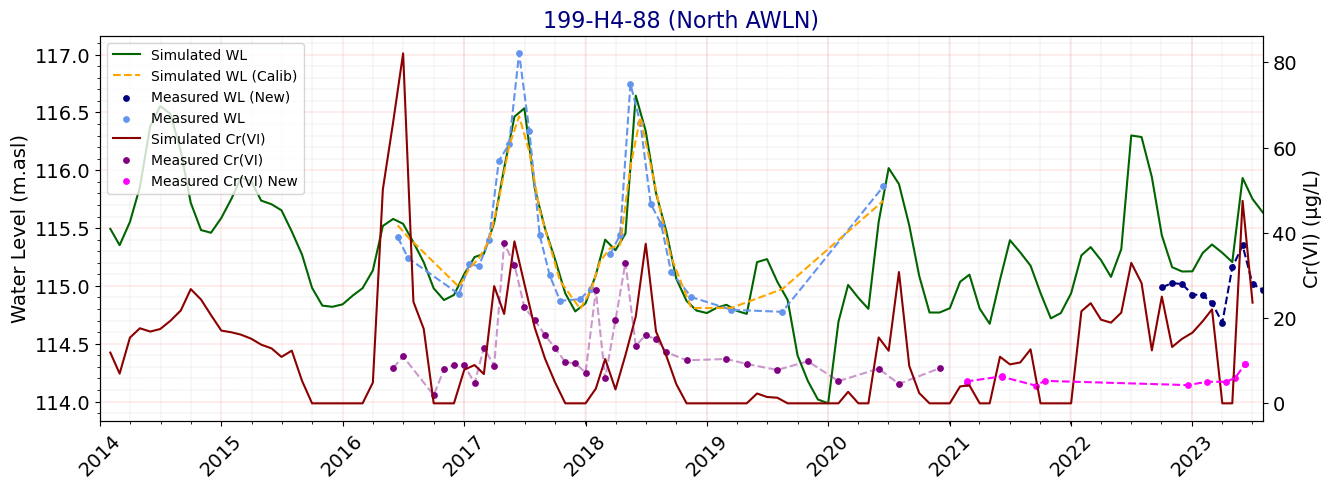 199-H4-88 (North AWLN)
Water Level (m.asl)
117.0
116.5
116.0
115.5
115.0
114.5
114.0
Simulated WL
Simulated WL (Calib)
Measured WL (New)
Measured WL
Simulated Cr(VI)
Measured Cr(VI)
Measured Cr(VI) New
80
60
40
20
0
Cr(VI) (µg/L)
2014
2015
2016
2017
2018
2019
2020
2021
2022
2023